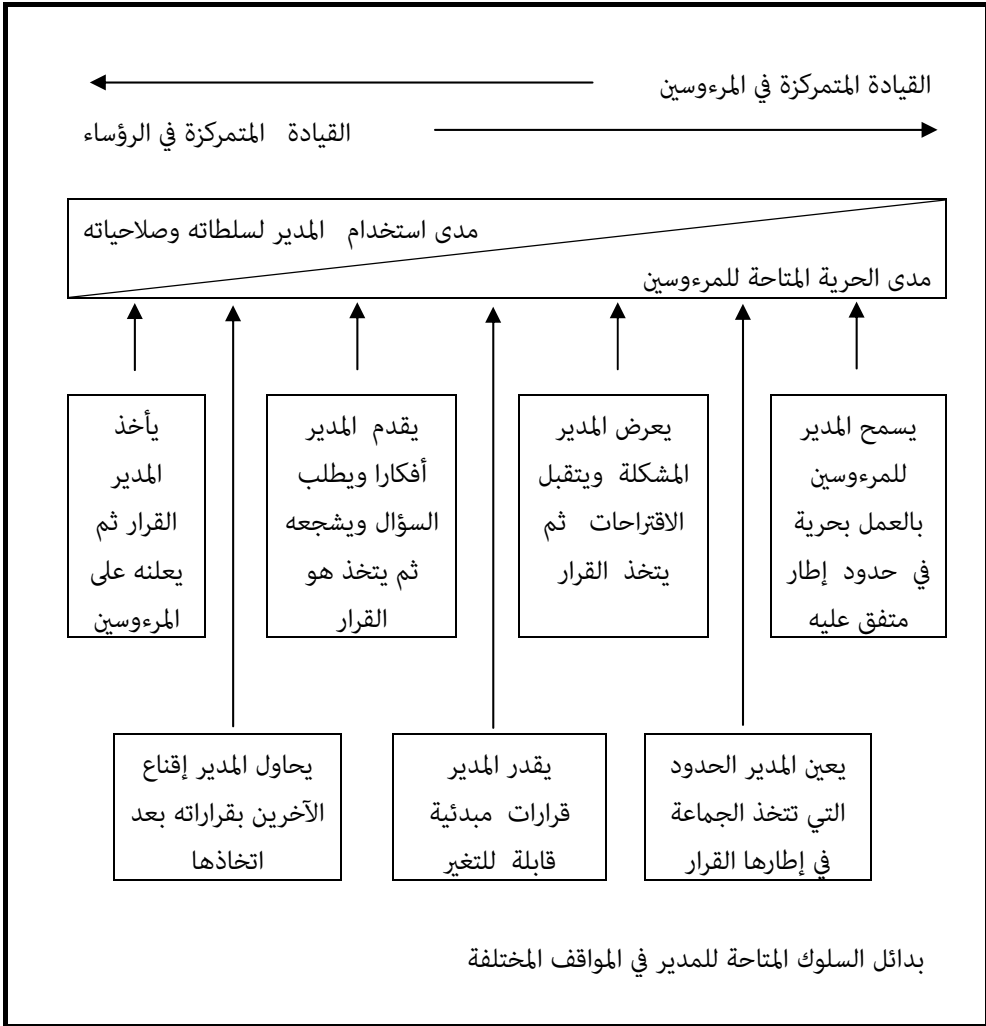 القيادة المتمركزة في المرءوسين
القيادة المتمركزة في الرؤساء
مدى استخدام المدير لسلطاته وصلاحياته
مدى الحرية المتاحة للمرءوسين
يسمح المدير
للمرءوسين
بالعمل بحرية
في حدود إطار
متفق عليه
يعرض المدير
المشكلة ويتقبل
الاقتراحات ثم
يتخذ القرار
يقدم المدير
أفكارا ويطلب
السؤال ويشجعه
ثم يتخذ هو
القرار
يأخذ
المدير
القرار ثم
يعلنه على
المرءوسين
يعين المدير الحدود
التي تتخذ الجماعة
في إطارها القرار
يقدر المدير
قرارات مبدئية
قابلة للتغير
يحاول المدير إقناع
الآخرين بقراراته بعد
اتخاذها
بدائل السلوك المتاحة للمدير في المواقف المختلفة